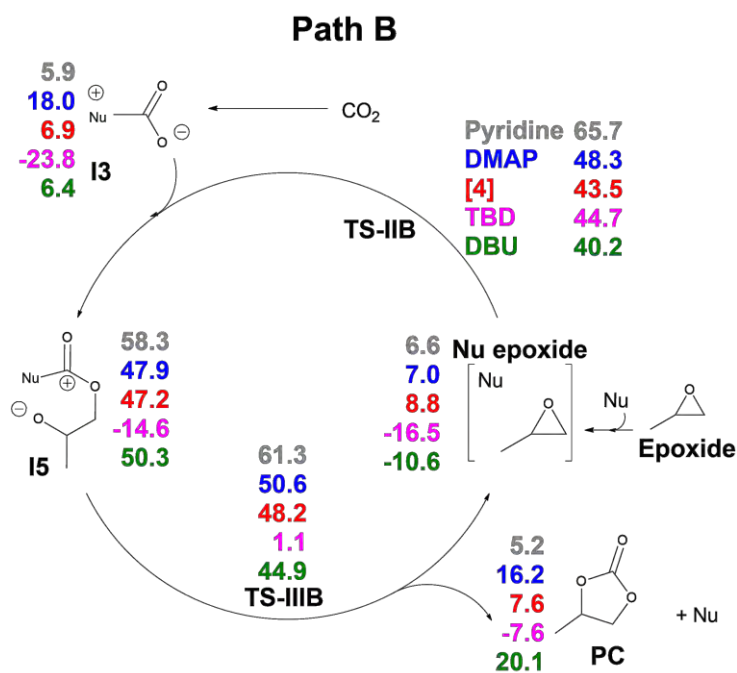 Path B
5.9
18.0
6.9
-23.8
6.4
⊕
Nu
O
O
⊖
I3
CO2
Pyridine 65.7
DMAP 48.3
[4] 43.5
TBD 44.7
DBU 40.2
TS-IIB
O
Nu
⊕
O
⊖
O
I5
58.3
47.9
47.2
-14.6
50.3
6.6
7.0
8.8
-16.5
-10.6
Nu epoxide
Nu
O
Nu
O
Epoxide
61.3
50.6
48.2
1.1
44.9
TS-IIIB
5.2
16.2
7.6
-7.6
20.1
O
O
O
PC
+ Nu